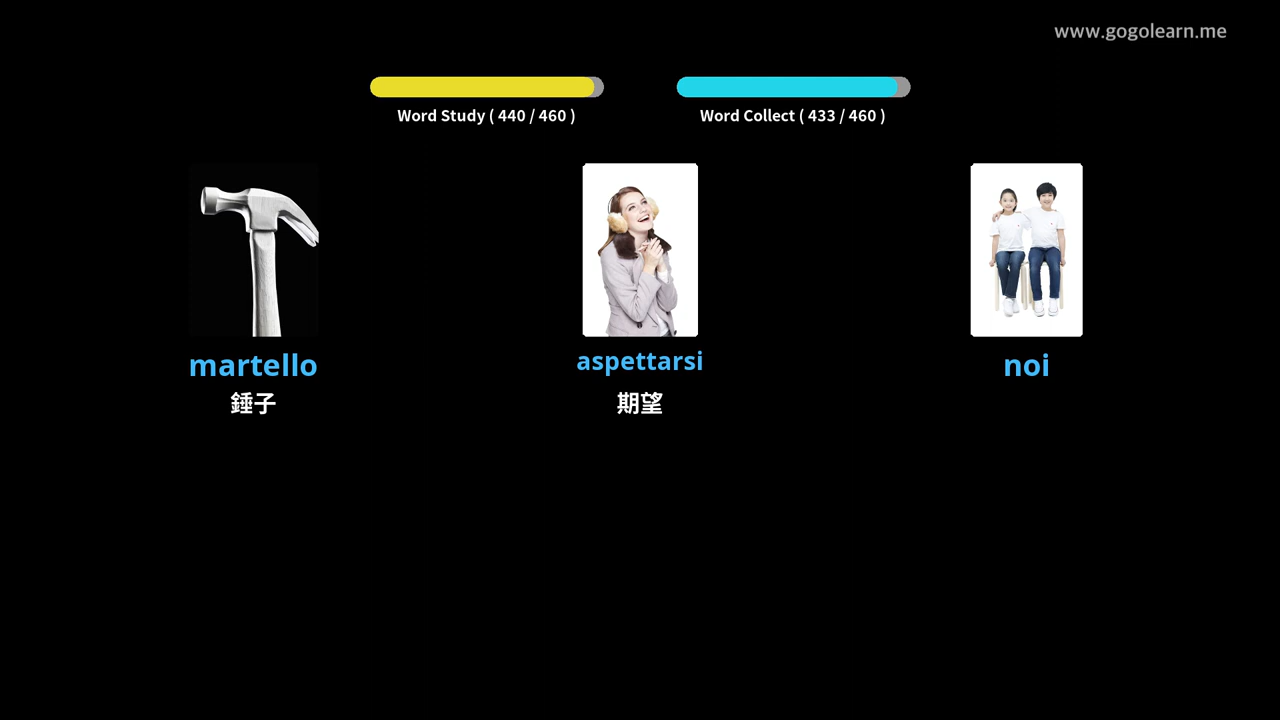 www.gogolearn.me
Word Study ( 440 / 460 )
Word Collect ( 433 / 460 )
martello
aspettarsi
noi
錘子
期望